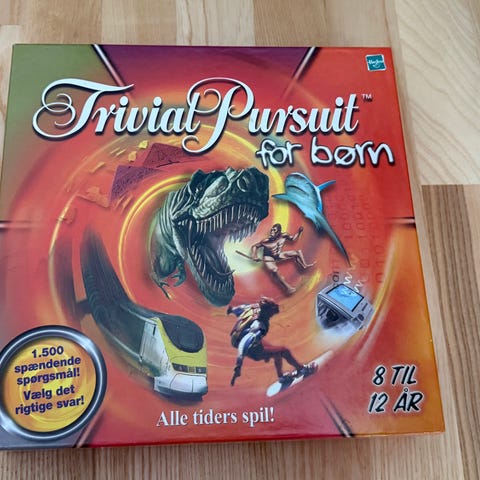 Trivial Pursuit™
for børn
Hasbro
1.500
spændende
spørgsmål!
Vælg det
rigtige svar!
8 TIL
12 ÅR
Alle tiders spil!